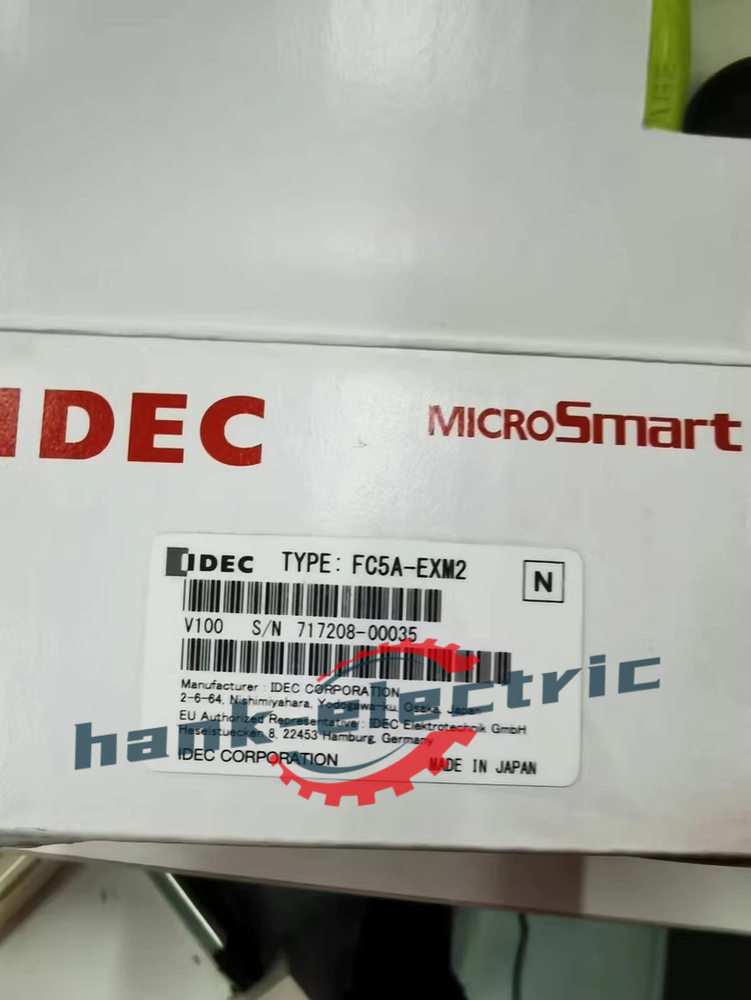 IDEC
MICROSmart
IDEC TYPE: FC5A-EXM2
N
V100 S/N 717208-00035
Manufacturer : IDEC CORPORATION
2-6-64, Nishimiyahara, Yodogawa-ku, Osaka, Japan
EU Authorized Representative : IDEC Elektrotechnik GmbH
Heselstuecken 8, 22453 Hamburg, Germany
IDEC CORPORATION MADE IN JAPAN
hank-electric